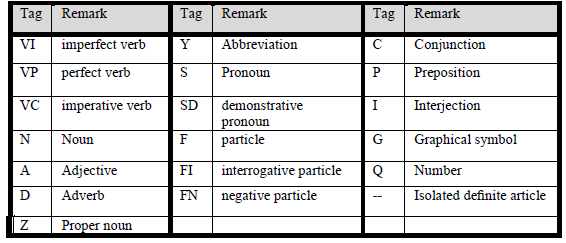 Tag Remark Tag Remark Tag Remark
VI imperfect verb Y Abbreviation C Conjunction
VP perfect verb S Pronoun P Preposition
VC imperative verb SD demonstrative pronoun I Interjection
N Noun F particle G Graphical symbol
A Adjective FI interrogative particle Q Number
D Adverb FN negative particle -- Isolated definite article
Z Proper noun